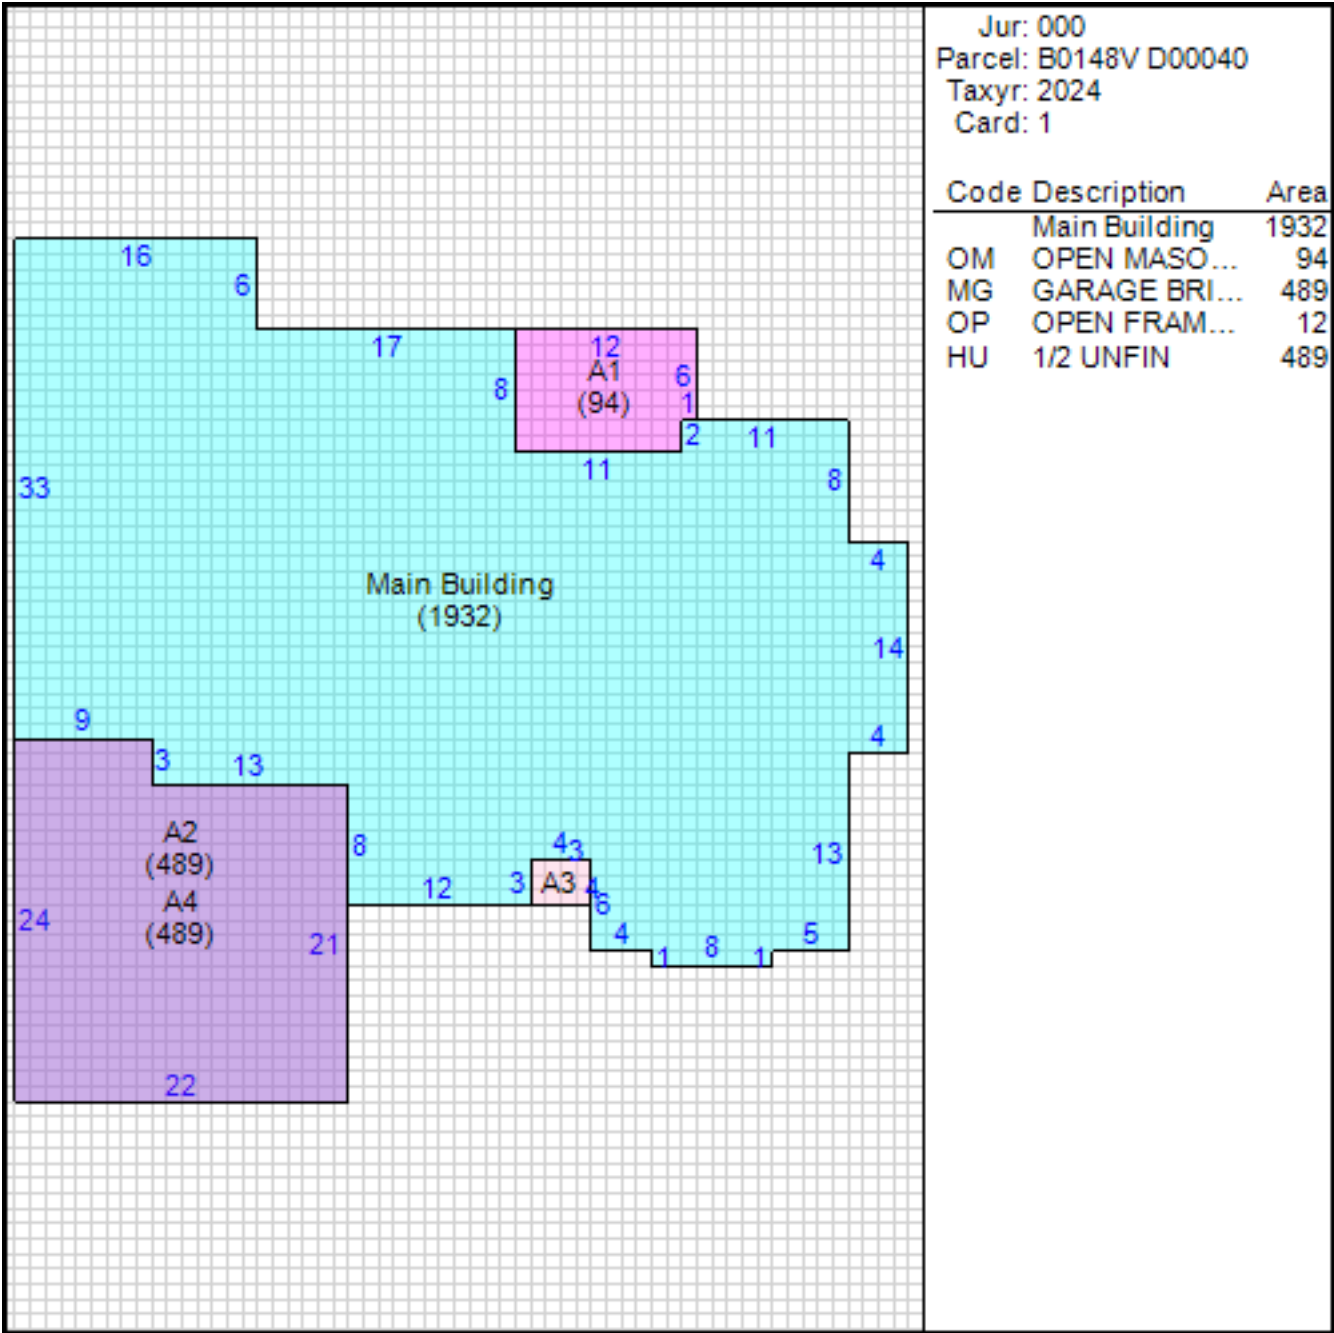 Jur: 000
Parcel: B0148V D00040
Taxyr: 2024
Card: 1
Code Description Area
Main Building 1932
OM OPEN MASO... 94
MG GARAGE BRI... 489
OP OPEN FRAM... 12
HU 1/2 UNFIN 489
16
6
17
12
8
A1
6
(94)
1
2
11
11
8
33
4
Main Building
(1932)
14
9
4
3
13
A2
(489)
8
4
3
13
A4
(489)
12
3
A3
4
6
24
21
4
1
8
1
5
22